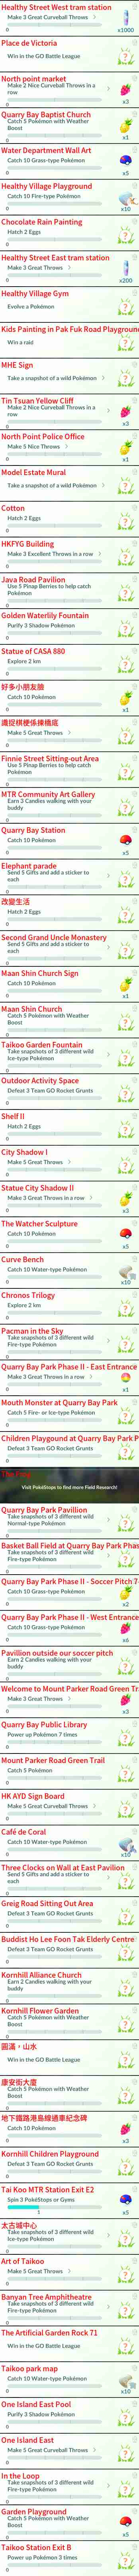 Healthy Street West tram station
Make 3 Great Curveball Throws >
0
x1000
Place de Victoria
Win in the GO Battle League
0
North point market
Make 2 Nice Curveball Throws in a
row
0
x3
Quarry Bay Baptist Church
Catch 5 Pokémon with Weather
Boost
0
x1
Water Department Wall Art
Catch 10 Grass-type Pokémon
0
x5
Healthy Village Playground
Catch 10 Fire-type Pokémon
0
x10
Chocolate Rain Painting
Hatch 2 Eggs
0
Healthy Street East tram station
Make 3 Great Throws >
0
x200
Healthy Village Gym
Evolve a Pokémon
0
Kids Painting in Pak Fuk Road Playground
Win a raid
0
MHE Sign
Take a snapshot of a wild Pokémon >
0
Tin Tsuan Yellow Cliff
Make 2 Nice Curveball Throws in a
row
0
x3
North Point Police Office
Make 5 Nice Throws >
0
x1
Model Estate Mural
Take a snapshot of a wild Pokémon >
0
Cotton
Hatch 2 Eggs
0
HKFYG Building
Make 3 Excellent Throws in a row >
0
Java Road Pavilion
Use 5 Pinap Berries to help catch
Pokémon
0
Golden Waterlily Fountain
Purify 3 Shadow Pokémon
0
Statue of CASA 880
Explore 2 km
0
好多小朋友臉
Catch 10 Pokémon
0
x1
Make 5 Great Throws >
0
Finnie Street Sitting-out Area
Use 5 Pinap Berries to help catch
Pokémon
0
MTR Community Art Gallery
Earn 3 Candies walking with your
buddy
0
Quarry Bay Station
Catch 10 Pokémon
0
x5
Elephant parade
Send 5 Gifts and add a sticker to
each
0
改變生活
Hatch 2 Eggs
0
Second Grand Uncle Monastery
Send 5 Gifts and add a sticker to
each
0
Maan Shin Church Sign
Catch 10 Pokémon
0
x1
Maan Shin Church
Catch 5 Pokémon with Weather
Boost
0
Taikoo Garden Fountain
Take snapshots of 3 different wild
Ice-type Pokémon
0
Outdoor Activity Space
Defeat 3 Team GO Rocket Grunts
0
Shelf II
Hatch 2 Eggs
0
City Shadow I
Make 5 Great Throws >
0
Statue City Shadow II
Make 3 Great Throws in a row >
0
x3
The Watcher Sculpture
Catch 10 Pokémon
0
x5
Curve Bench
Catch 10 Water-type Pokémon
0
x10
Chronos Trilogy
Explore 2 km
0
Pacman in the Sky
Take snapshots of 3 different wild
Fire-type Pokémon
0
Quarry Bay Park Phase II - East Entrance
Make 3 Great Throws in a row >
0
x1
Mouth Monster at Quarry Bay Park
Catch 5 Fire- or Ice-type Pokémon
0
Children Playground at Quarry Bay Park P
Defeat 3 Team GO Rocket Grunts
0
Visit PokéStops to find more Field Research!
Quarry Bay Park Pavillion
Take snapshots of 3 different wild
Normal-type Pokémon
0
Basket Ball Field at Quarry Bay Park Phas
Take snapshots of 3 different wild
Fire-type Pokémon
0
Quarry Bay Park Phase II - Soccer Pitch 7-
Catch 10 Grass-type Pokémon
0
x2
Quarry Bay Park Phase II - West Entrance
Catch 10 Grass-type Pokémon
0
x6
Pavillion outside our soccer pitch
Earn 2 Candies walking with your
buddy
0
Welcome to Mount Parker Road Green Tr
Make 3 Great Throws >
0
x3
Quarry Bay Public Library
Power up Pokémon 7 times
0
Mount Parker Road Green Trail
Catch 5 Pokémon
0
HK AYD Sign Board
Make 5 Great Curveball Throws >
0
Café de Coral
Catch 10 Water-type Pokémon
0
x10
Three Clocks on Wall at East Pavilion
Send 5 Gifts and add a sticker to
each
0
Greig Road Sitting Out Area
Defeat 3 Team GO Rocket Grunts
0
Buddist Ho Lee Foon Tak Elderly Centre
Defeat 3 Team GO Rocket Grunts
0
Kornhill Alliance Church
Earn 2 Candies walking with your
buddy
0
Kornhill Flower Garden
Catch 5 Pokémon with Weather
Boost
0
圓滿，山水
Win in the GO Battle League
0
康安街大廈
Catch 5 Pokémon with Weather
Boost
0
地下鐵路港島線通車紀念碑
Catch 10 Pokémon
0
x3
Kornhill Children Playground
Defeat 3 Team GO Rocket Grunts
0
Tai Koo MTR Station Exit E2
Spin 3 PokéStops or Gyms
1
x5
太古城中心
Take snapshots of 3 different wild
Ice-type Pokémon
0
Art of Taikoo
Make 5 Great Throws >
0
Banyan Tree Amphitheatre
Take snapshots of 3 different wild
Fire-type Pokémon
0
The Artificial Garden Rock 71
Win in the GO Battle League
0
Taikoo park map
Catch 10 Water-type Pokémon
0
x10
One Island East Pool
Purify 3 Shadow Pokémon
0
One Island East
Make 5 Great Curveball Throws >
0
In the Loop
Take snapshots of 3 different wild
Fire-type Pokémon
0
Garden Playground
Catch 5 Pokémon with Weather
Boost
0
x5
Taikoo Station Exit B
Power up Pokémon 3 times
0